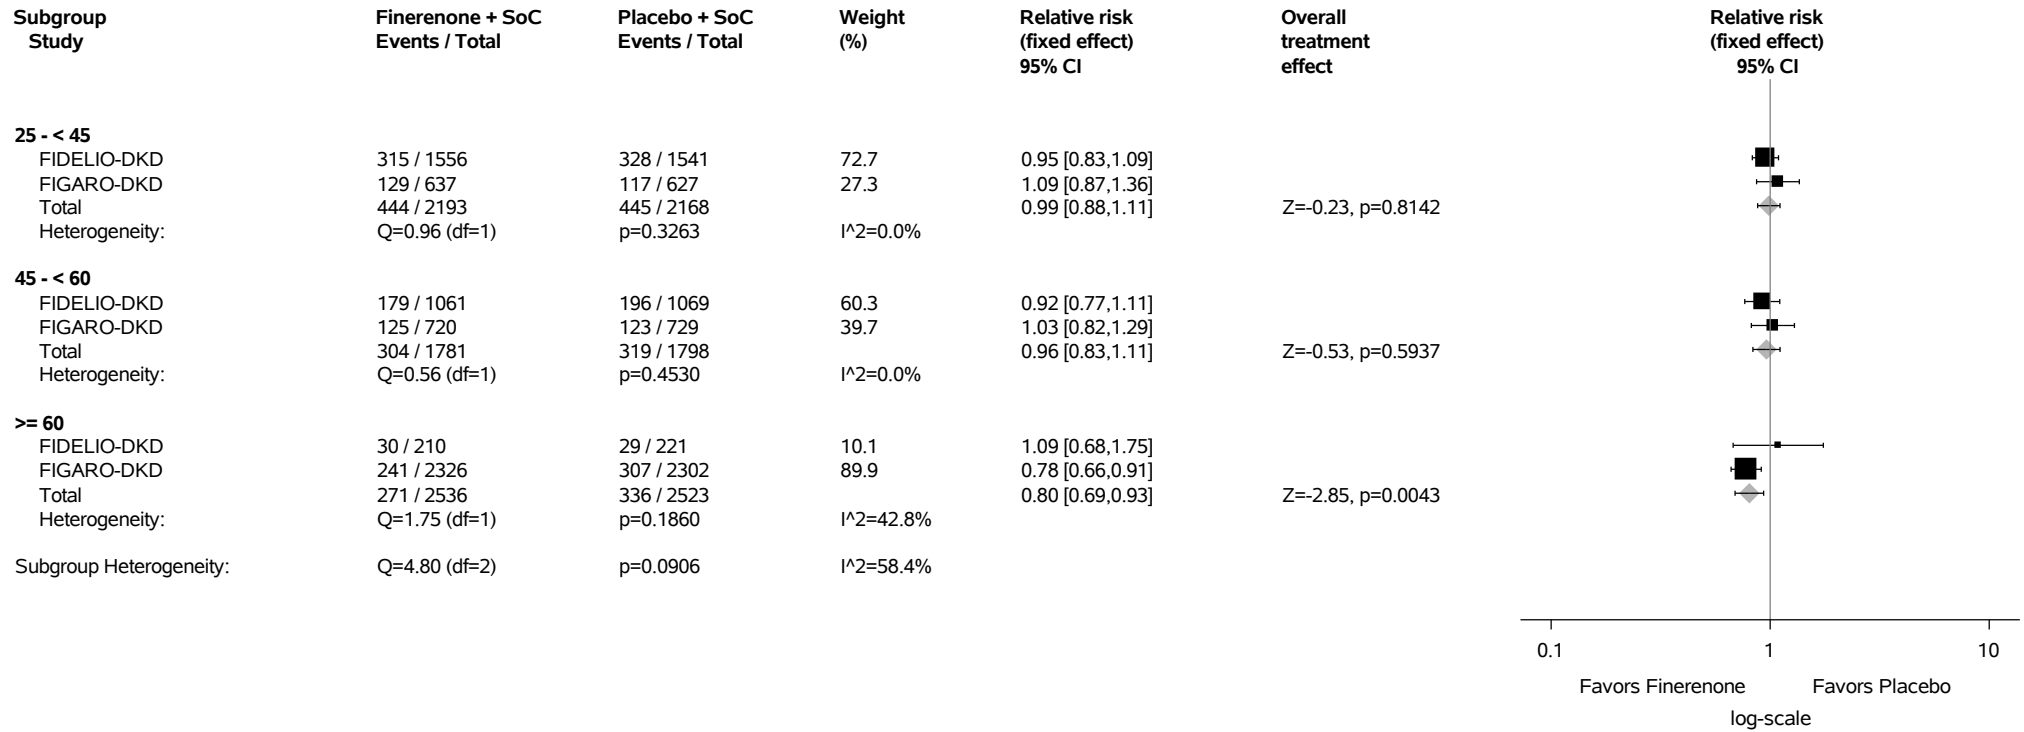 Subgroup Finerenone + SoC Placebo + SoC Weight Relative risk Overall Relative risk
Study Events / Total Events / Total (%) (fixed effect) treatment (fixed effect)
95% CI effect 95% CI
25 - < 45
FIDELIO-DKD 315 / 1556 328 / 1541 72.7 0.95 [0.83,1.09]
FIGARO-DKD 129 / 637 117 / 627 27.3 1.09 [0.87,1.36]
Total 444 / 2193 445 / 2168 0.99 [0.88,1.11] Z=-0.23, p=0.8142
Heterogeneity: Q=0.96 (df=1) p=0.3263 I^2=0.0%
45 - < 60
FIDELIO-DKD 179 / 1061 196 / 1069 60.3 0.92 [0.77,1.11]
FIGARO-DKD 125 / 720 123 / 729 39.7 1.03 [0.82,1.29]
Total 304 / 1781 319 / 1798 0.96 [0.83,1.11] Z=-0.53, p=0.5937
Heterogeneity: Q=0.56 (df=1) p=0.4530 I^2=0.0%
>= 60
FIDELIO-DKD 30 / 210 29 / 221 10.1 1.09 [0.68,1.75]
FIGARO-DKD 241 / 2326 307 / 2302 89.9 0.78 [0.66,0.91]
Total 271 / 2536 336 / 2523 0.80 [0.69,0.93] Z=-2.85, p=0.0043
Heterogeneity: Q=1.75 (df=1) p=0.1860 I^2=42.8%
Subgroup Heterogeneity: Q=4.80 (df=2) p=0.0906 I^2=58.4%
0.1 1 10
Favors Finerenone Favors Placebo
log-scale